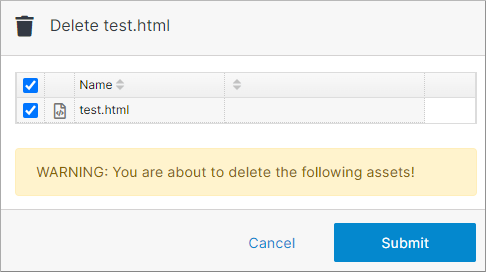 Delete test.html
Name
test.html
WARNING: You are about to delete the following assets!
Cancel
Submit